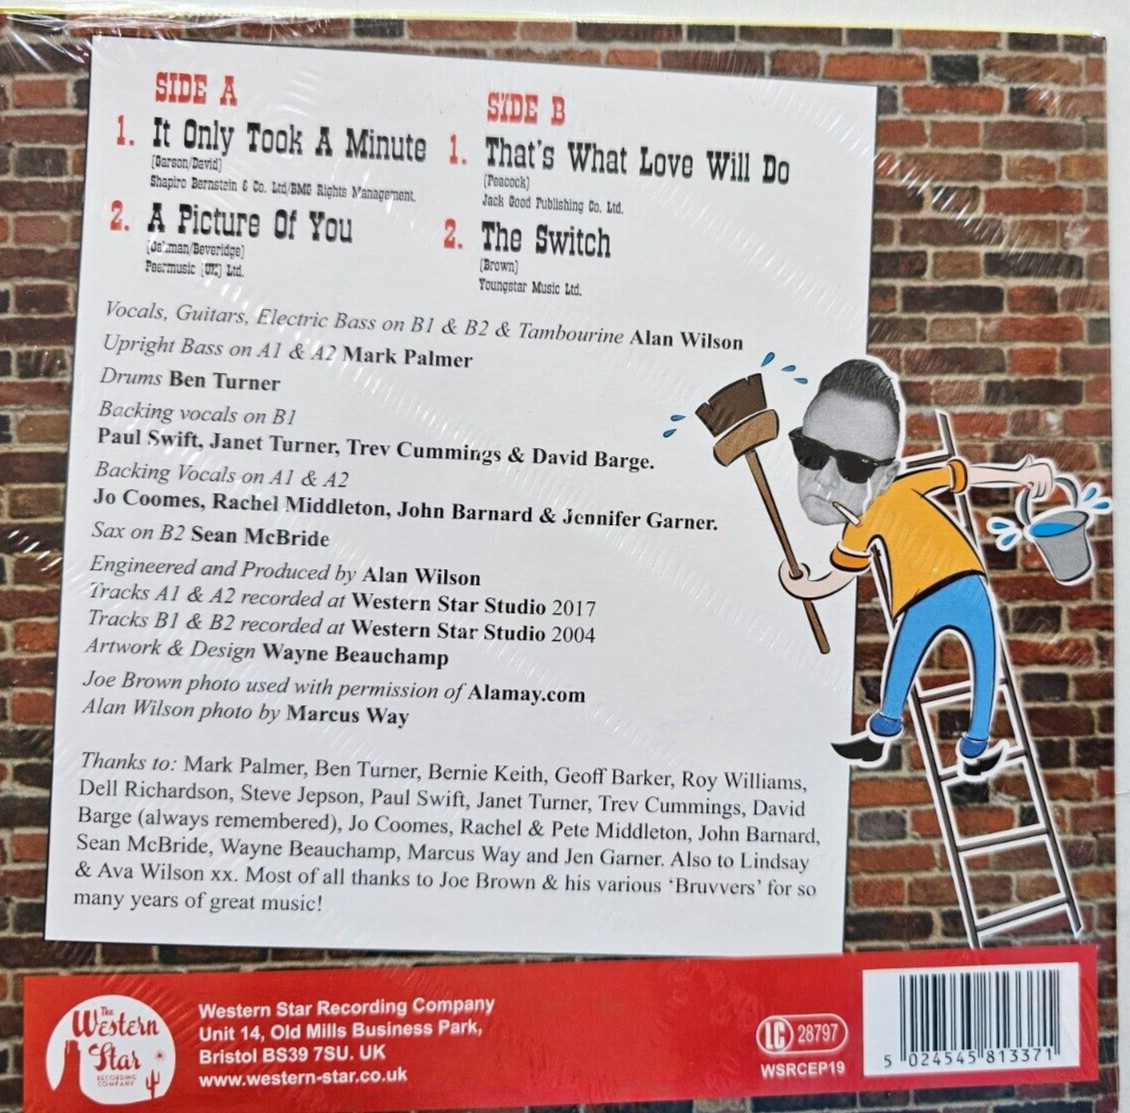 SIDE A
1. It Only Took A Minute
[Garson/David]
Shapiro Bernstein & Co. Ltd/BMG Rights Management.
2. A Picture Of You
/Beveridge]
Peermusic [UK] Ltd.
SIDE B
1. That's What Love Will Do
[Peacock]
Jack Good Publishing Co. Ltd.
2. The Switch
[Brown]
Youngstar Music Ltd.
Vocals, Guitars, Electric Bass on B1 & B2 & Tambourine Alan Wilson
Upright Bass on A1 & A2 Mark Palmer
Drums Ben Turner
Backing vocals on B1
Paul Swift, Janet Turner, Trev Cummings & David Barge.
Backing Vocals on A1 & A2
Jo Coomes, Rachel Middleton, John Barnard & Jennifer Garner.
Sax on B2 Sean McBride
Engineered and Produced by Alan Wilson
Tracks A1 & A2 recorded at Western Star Studio 2017
Tracks B1 & B2 recorded at Western Star Studio 2004
Artwork & Design Wayne Beauchamp
Joe Brown photo used with permission of Alamay.com
Alan Wilson photo by Marcus Way
Thanks to: Mark Palmer, Ben Turner, Bernie Keith, Geoff Barker, Roy Williams,
Dell Richardson, Steve Jepson, Paul Swift, Janet Turner, Trev Cummings, David
Barge (always remembered), Jo Coomes, Rachel & Pete Middleton, John Barnard,
Sean McBride, Wayne Beauchamp, Marcus Way and Jen Garner. Also to Lindsay
& Ava Wilson xx. Most of all thanks to Joe Brown & his various 'Bruvvers' for so
many years of great music!
The
Western
Star
RECORDING
COMPANY
Western Star Recording Company
Unit 14, Old Mills Business Park,
Bristol BS39 7SU. UK
www.western-star.co.uk
LC 28797
WSRCEP19
5 024545 813371